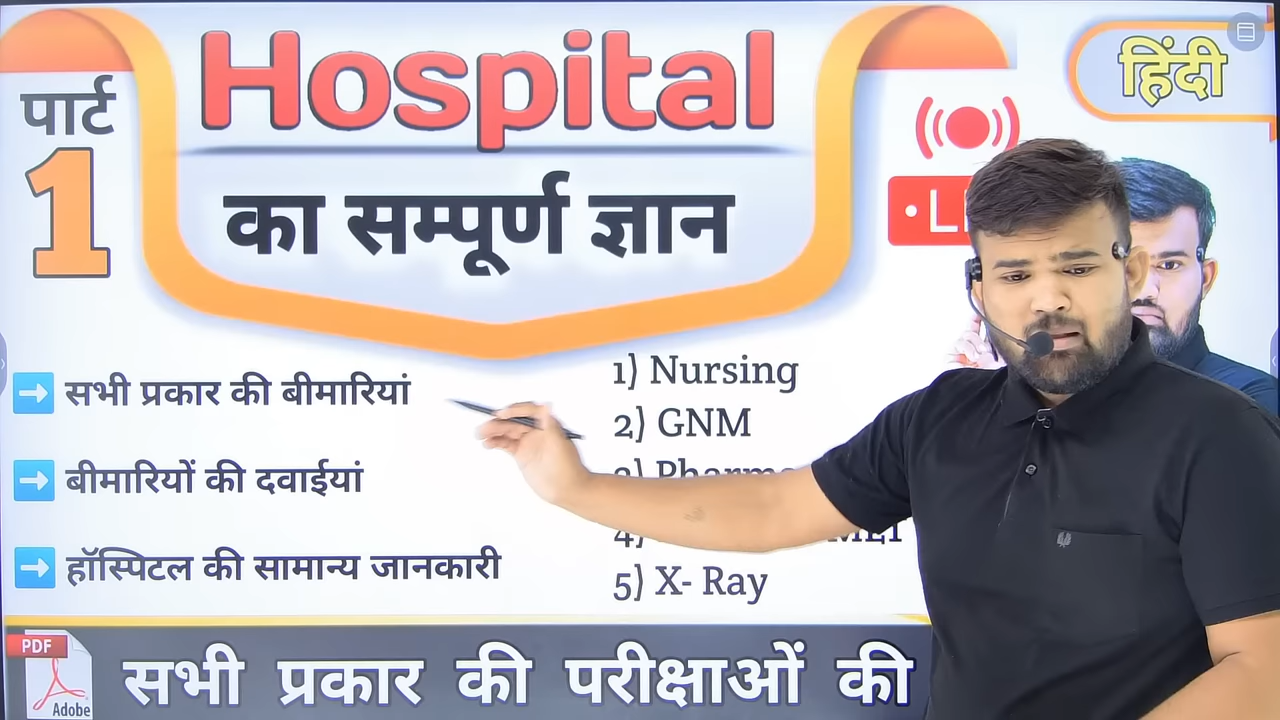 Hospital
का सम्पूर्ण ज्ञान
पार्ट
1
हिंदी
सभी प्रकार की बीमारियां
बीमारियों की दवाईयां
हॉस्पिटल की सामान्य जानकारी
1) Nursing
2) GNM
4)
5) X- Ray
PDF
Adobe
सभी प्रकार की परीक्षाओं की